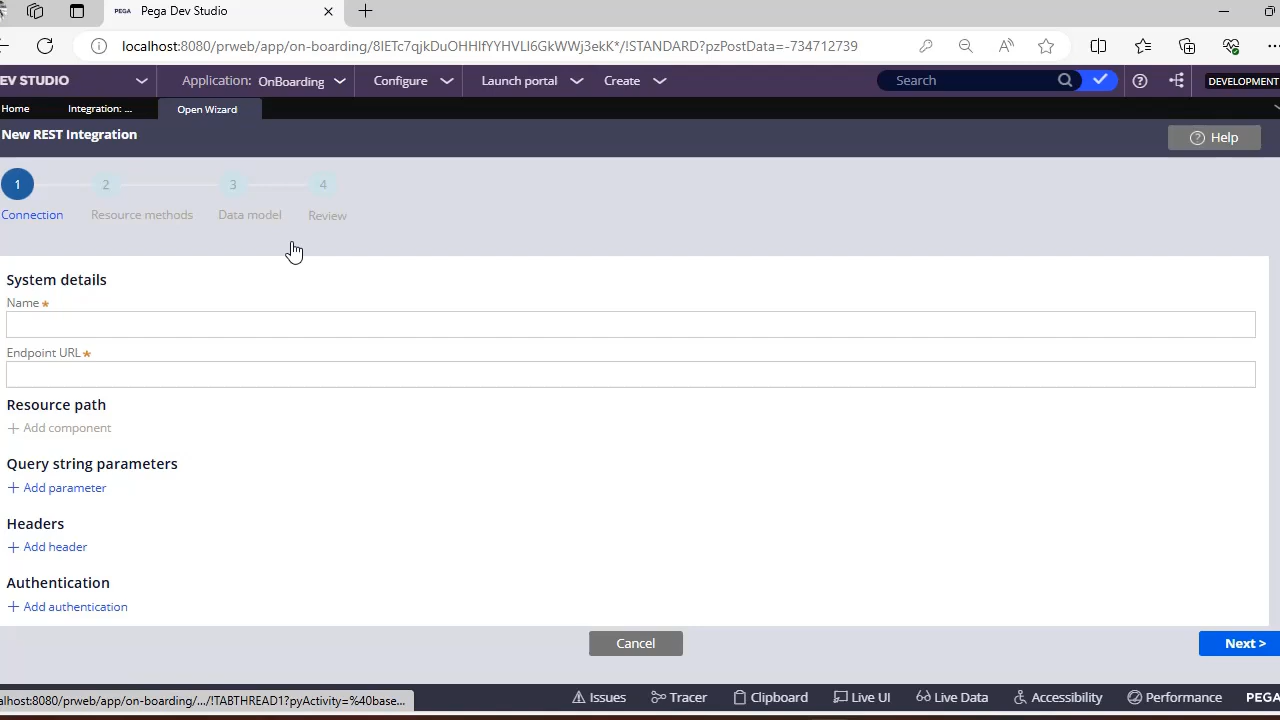 PEGA Pega Dev Studio
localhost:8080/prweb/app/on-boarding/8IETc7qjkDuOHHIfYYHVLI6GkWWj3ekK*/!STANDARD?pzPostData=-734712739
EV STUDIO Application: OnBoarding Configure Launch portal Create Search DEVELOPMENT
Home Integration: ... Open Wizard
New REST Integration Help
1 2 3 4
Connection Resource methods Data model Review
System details
Name *
Endpoint URL *
Resource path
+ Add component
Query string parameters
+ Add parameter
Headers
+ Add header
Authentication
+ Add authentication
Cancel Next >
alhost:8080/prweb/app/on-boarding/.../!TABTHREAD1?pyActivity=%40base... Issues Tracer Clipboard Live UI Live Data Accessibility Performance PEGA